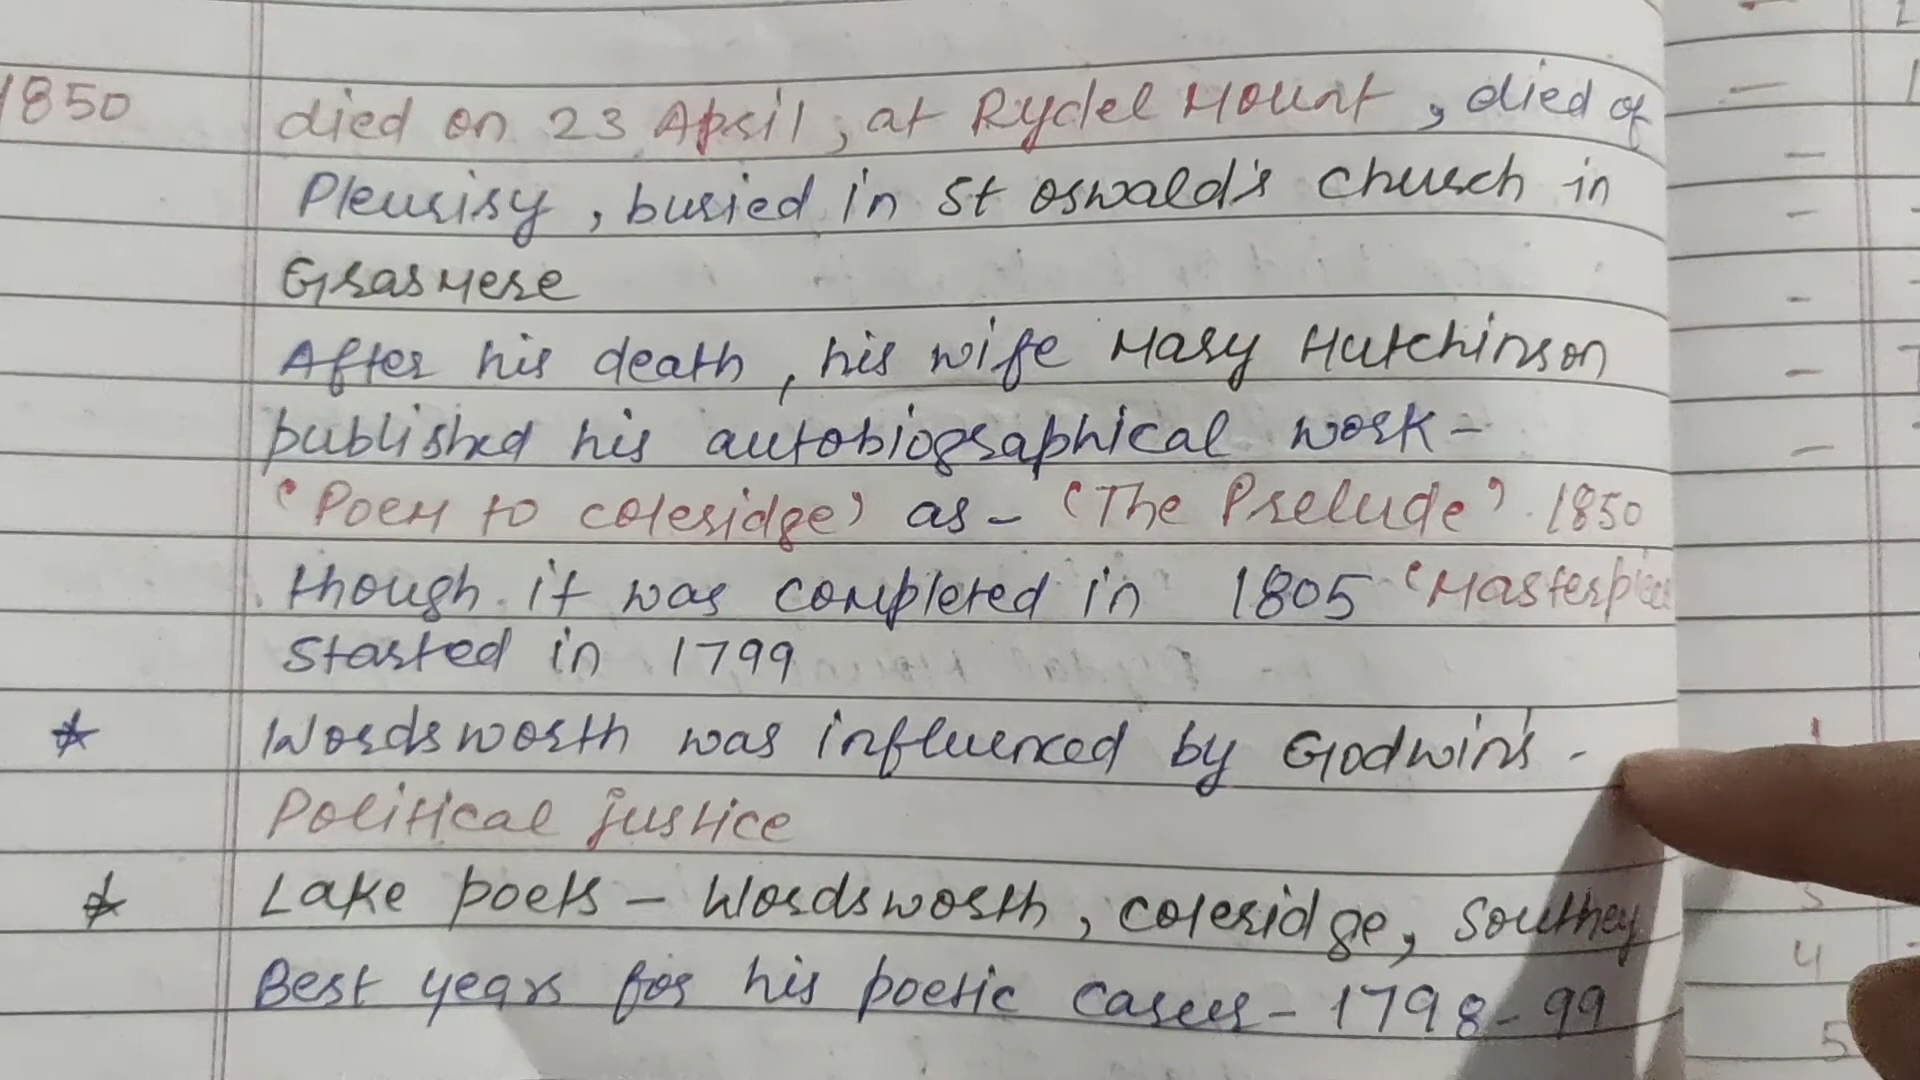 1850 died on 23 April, at Rydel Mount, died of
Pleurisy, buried in St Oswald's church in
Grasmere
After his death, his wife Mary Hutchinson
published his autobiographical work -
'Poem to coleridge' as - 'The Prelude' 1850
though it was completed in 1805 'Masterpiece
started in 1799
* Wordsworth was influenced by Godwin's -
Political justice
* Lake poets - Wordsworth, coleridge, Southey
Best years for his poetic career - 1798-99
4
5